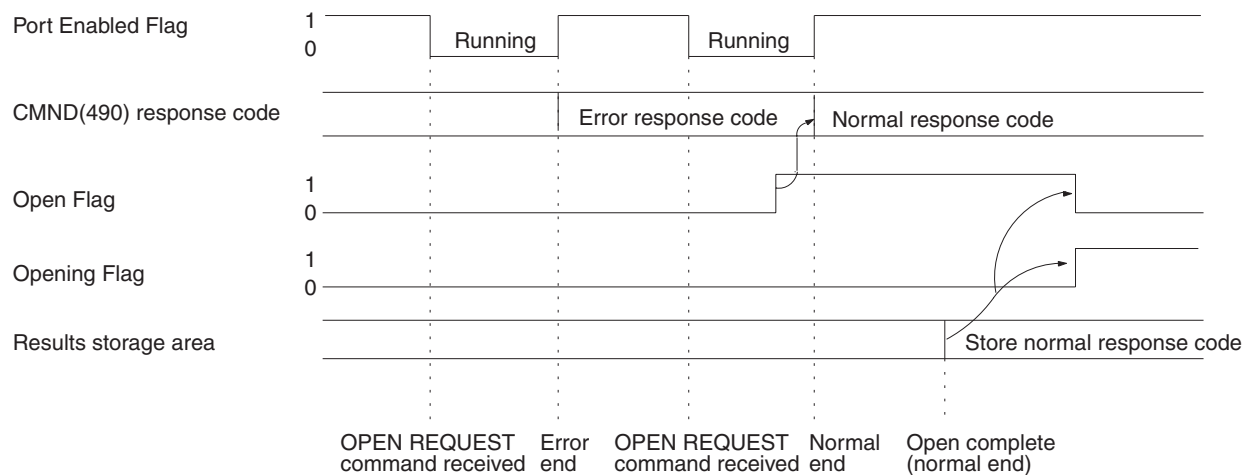 Port Enabled Flag
1
0
Running
Running
CMND(490) response code
Error response code
Normal response code
Open Flag
1
0
Opening Flag
1
0
Results storage area
Store normal response code
OPEN REQUEST
command received
Error
end
OPEN REQUEST
command received
Normal
end
Open complete
(normal end)